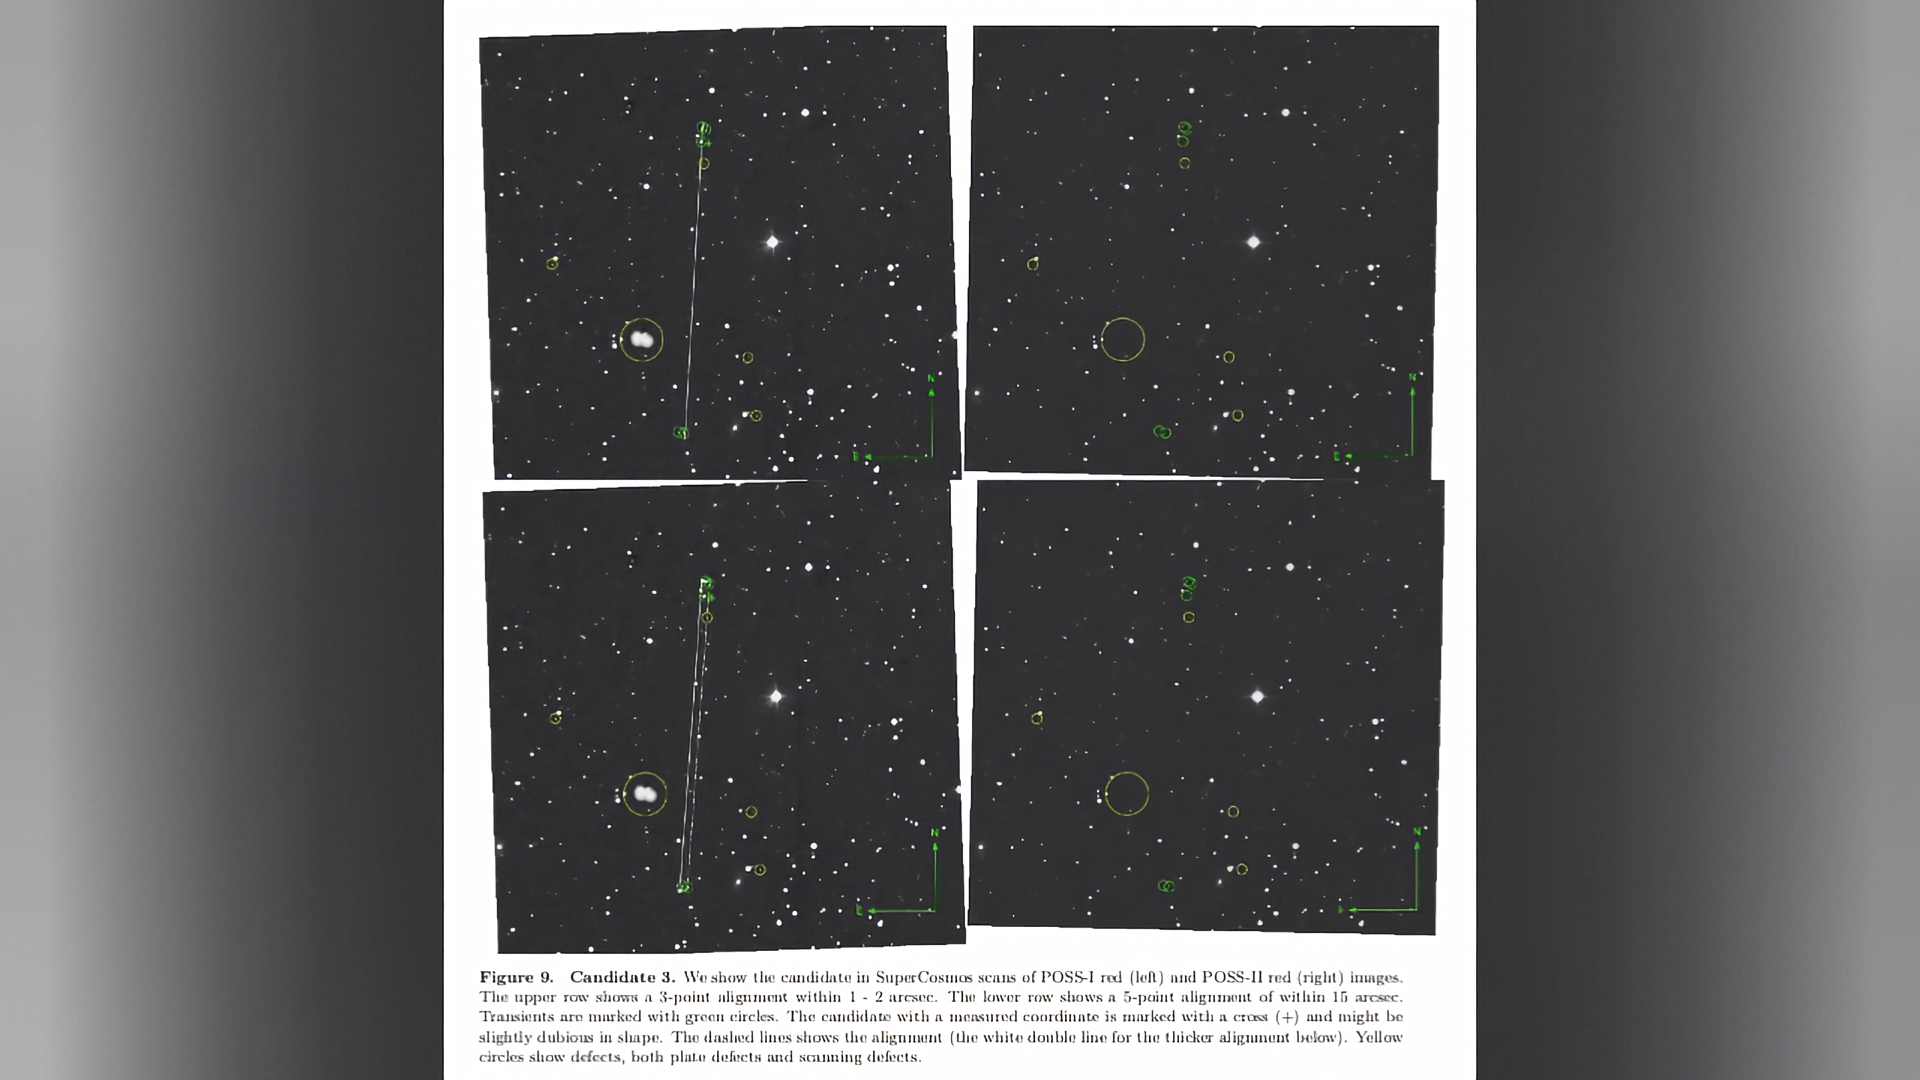 N
N
E
E
N
N
E
E
Figure 9. Candidate 3. We show the candidate in SuperCosmos scans of POSS-I red (left) and POSS-II red (right) images.
The upper row shows a 3-point alignment within 1 - 2 arcsec. The lower row shows a 5-point alignment of within 15 arcsec.
Transients are marked with green circles. The candidate with a measured coordinate is marked with a cross (+) and might be
slightly dubious in shape. The dashed lines shows the alignment (the white double line for the thicker alignment below). Yellow
circles show defects, both plate defects and scanning defects.